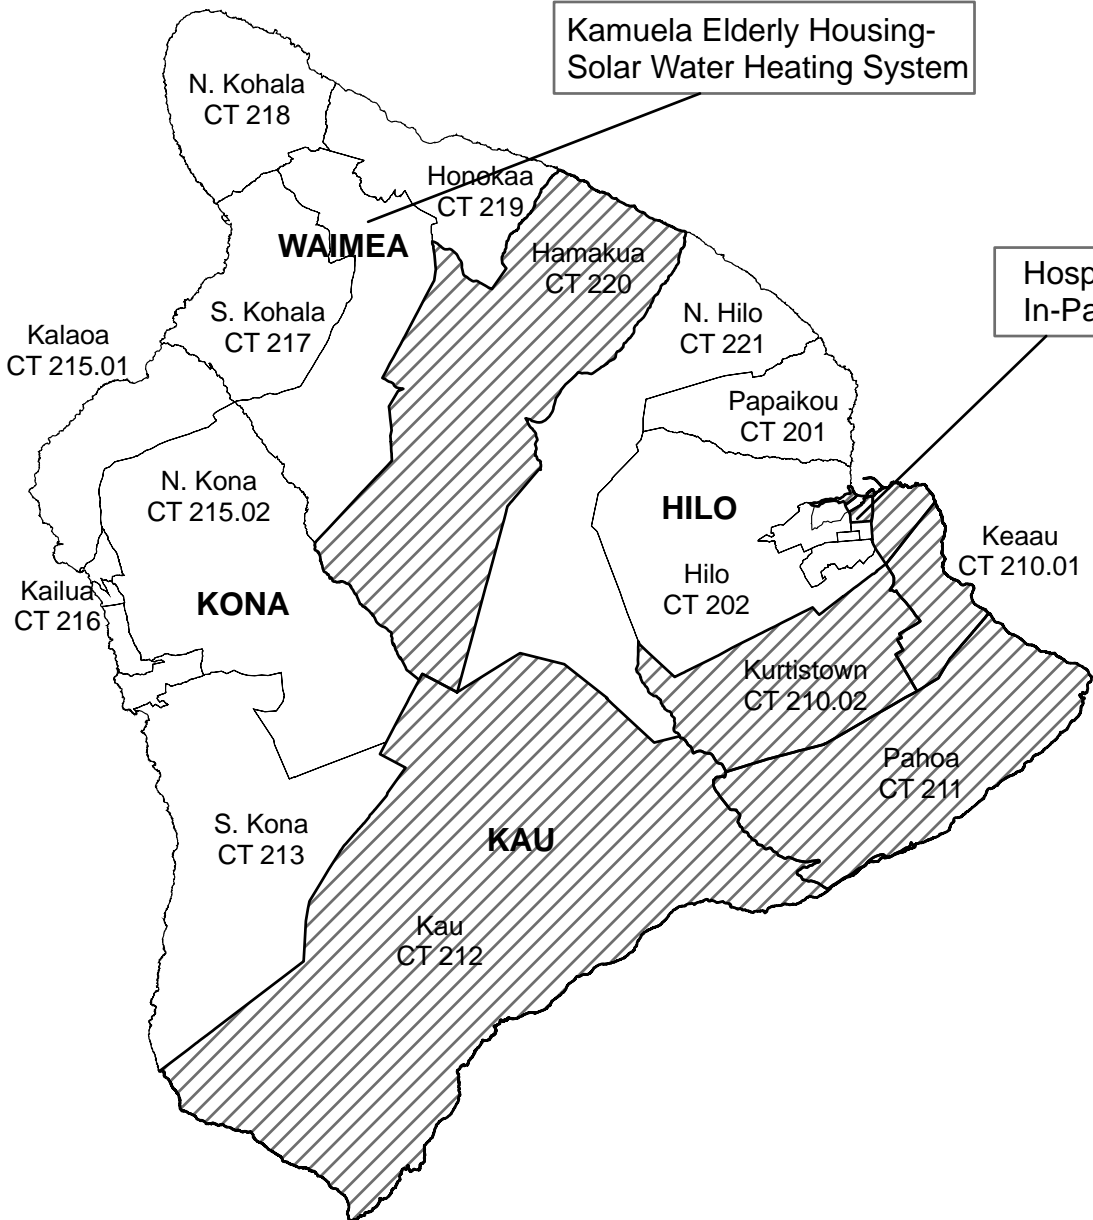 Kamuela Elderly Housing-
Solar Water Heating System
N. Kohala
CT 218
Honokaa
CT 219
WAIMEA
Hamakua
CT 220
Hosp
In-Pa
S. Kohala
CT 217
N. Hilo
CT 221
Kalaoa
CT 215.01
Papaikou
CT 201
N. Kona
CT 215.02
HILO
Keaau
CT 210.01
Kailua
CT 216
KONA
Hilo
CT 202
Kurtistown
CT 210.02
Pahoa
CT 211
S. Kona
CT 213
KAU
Kau
CT 212